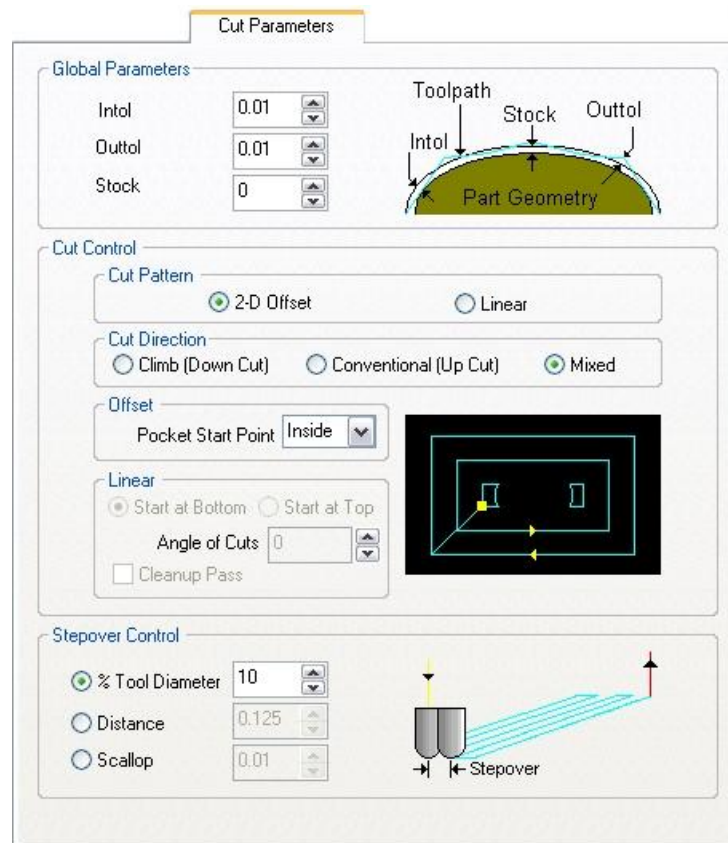 Cut Parameters
Global Parameters
Intol 0.01
Outtol 0.01
Stock 0
Toolpath
Stock
Outtol
Intol
Part Geometry
Cut Control
Cut Pattern
2-D Offset Linear
Cut Direction
Climb (Down Cut) Conventional (Up Cut) Mixed
Offset
Pocket Start Point Inside
Linear
Start at Bottom Start at Top
Angle of Cuts 0
Cleanup Pass
Stepover Control
% Tool Diameter 10
Distance 0.125
Scallop 0.01
Stepover